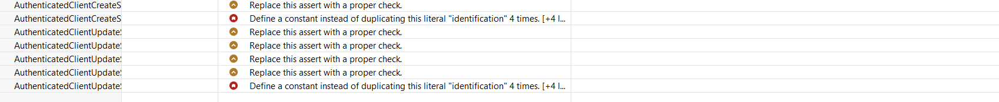 AuthenticatedClientCreateS Replace this assert with a proper check.
AuthenticatedClientCreateS Define a constant instead of duplicating this literal "identification" 4 times. [+4 l...
AuthenticatedClientUpdate Replace this assert with a proper check.
AuthenticatedClientUpdate Replace this assert with a proper check.
AuthenticatedClientUpdate Replace this assert with a proper check.
AuthenticatedClientUpdate Replace this assert with a proper check.
AuthenticatedClientUpdate Define a constant instead of duplicating this literal "identification" 4 times. [+4 l...